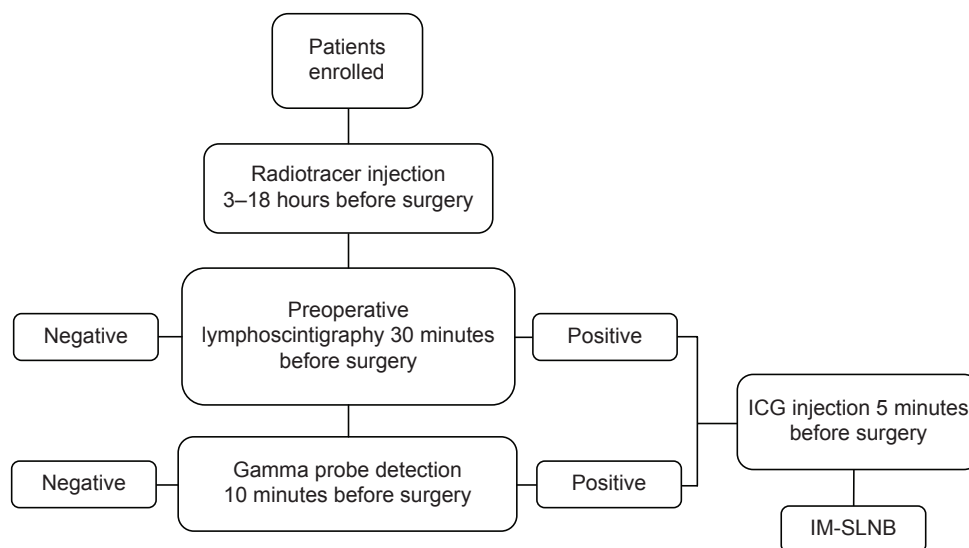 Patients
enrolled
Radiotracer injection
3–18 hours before surgery
Preoperative
lymphoscintigraphy 30 minutes
before surgery
Negative
Positive
ICG injection 5 minutes
before surgery
Gamma probe detection
10 minutes before surgery
Negative
Positive
IM-SLNB